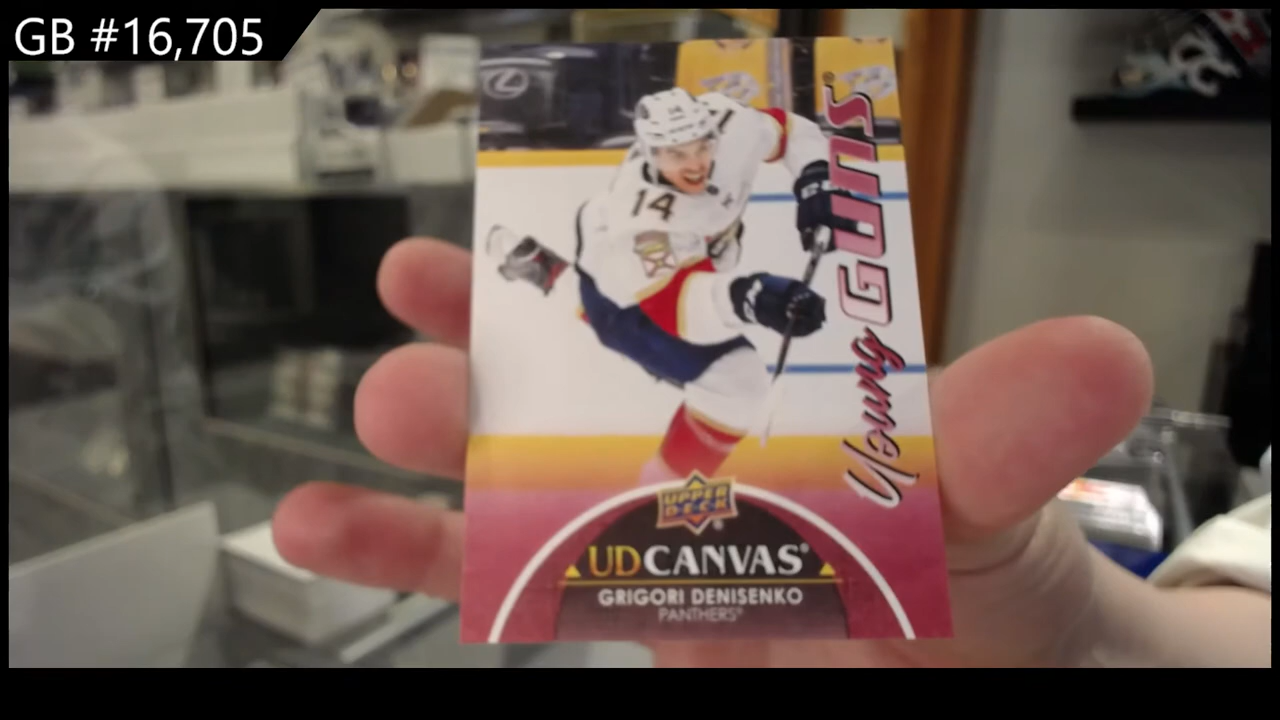 GB #16,705
14
Young GUNS®
UPPER
DECK®
UD CANVAS®
GRIGORI DENISENKO
PANTHERS®